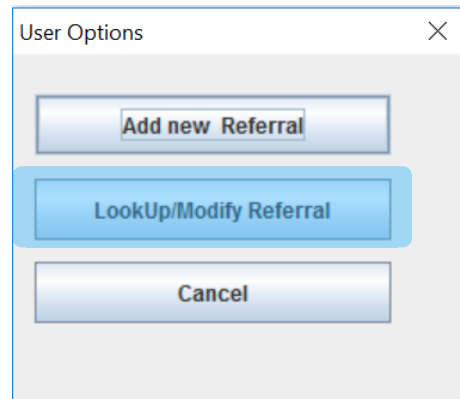 User Options
Add new Referral
LookUp/Modify Referral
Cancel